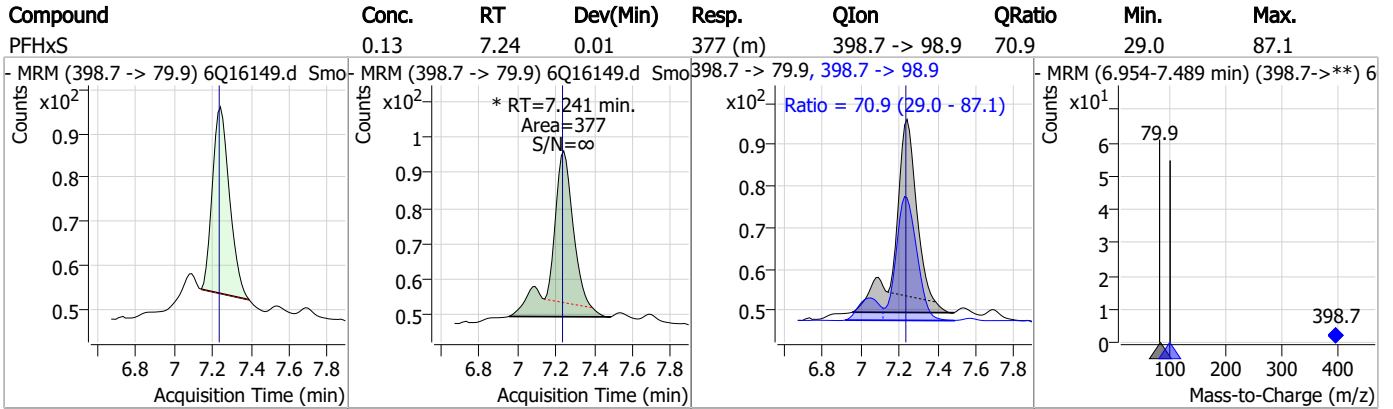 Compound Conc. RT Dev(Min) Resp. QIon QRatio Min. Max.
PFHxS 0.13 7.24 0.01 377 (m) 398.7 -> 98.9 70.9 29.0 87.1
- MRM (398.7 -> 79.9) 6Q16149.d Smo
Counts
x10²
0.9
0.8
0.7
0.6
0.5
6.8 7 7.2 7.4 7.6 7.8
Acquisition Time (min)
- MRM (398.7 -> 79.9) 6Q16149.d Smo
Counts
x10²
* RT=7.241 min.
Area=377
S/N=∞
1
0.9
0.8
0.7
0.6
0.5
6.8 7 7.2 7.4 7.6 7.8
Acquisition Time (min)
398.7 -> 79.9, 398.7 -> 98.9
x10²
Ratio = 70.9 (29.0 - 87.1)
0.9
0.8
0.6
0.5
6.8 7 7.2 7.4 7.6 7.8
Acquisition Time (min)
- MRM (6.954-7.489 min) (398.7->**) 6
Counts
x10¹
79.9
6
5
4
3
2
1
0
398.7
100 200 300 400
Mass-to-Charge (m/z)